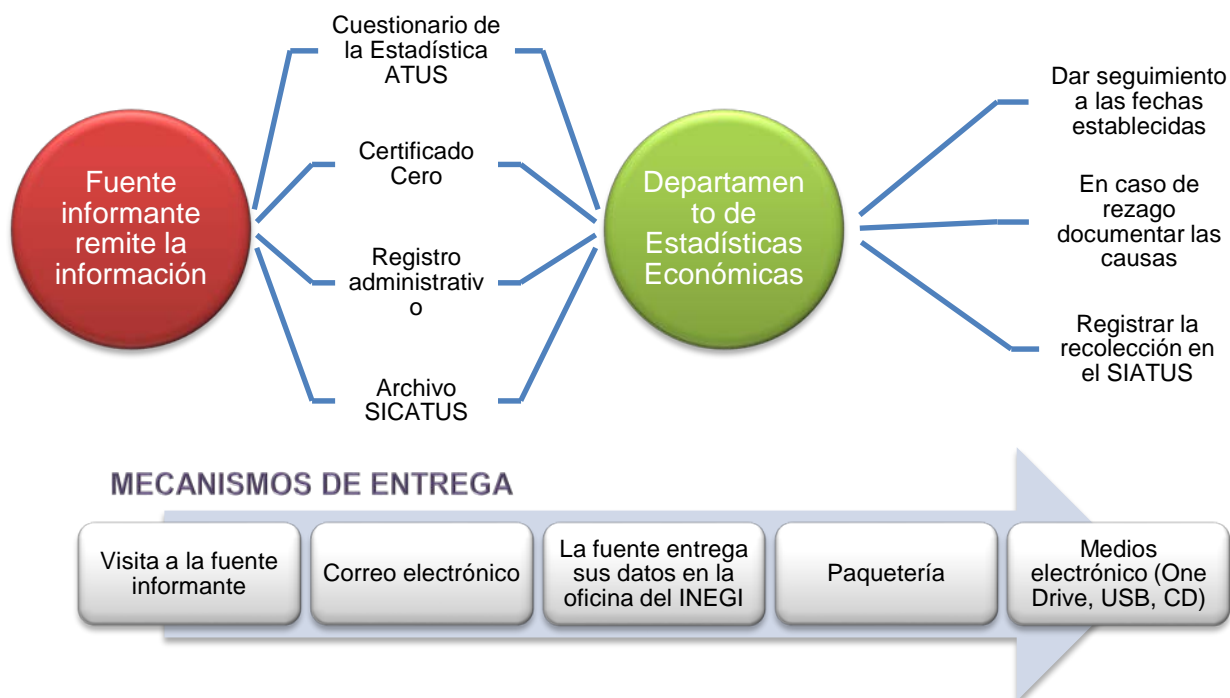 Fuente
informante
remite la
información
Cuestionario de
la Estadística
ATUS
Certificado
Cero
Registro
administrativ
o
Archivo
SICATUS
Departamen
to de
Estadísticas
Económicas
Dar seguimiento
a las fechas
establecidas
En caso de
rezago
documentar las
causas
Registrar la
recolección en
el SIATUS
MECANISMOS DE ENTREGA
Visita a la fuente
informante
Correo electrónico
La fuente entrega
sus datos en la
oficina del INEGI
Paquetería
Medios
electrónico (One
Drive, USB, CD)